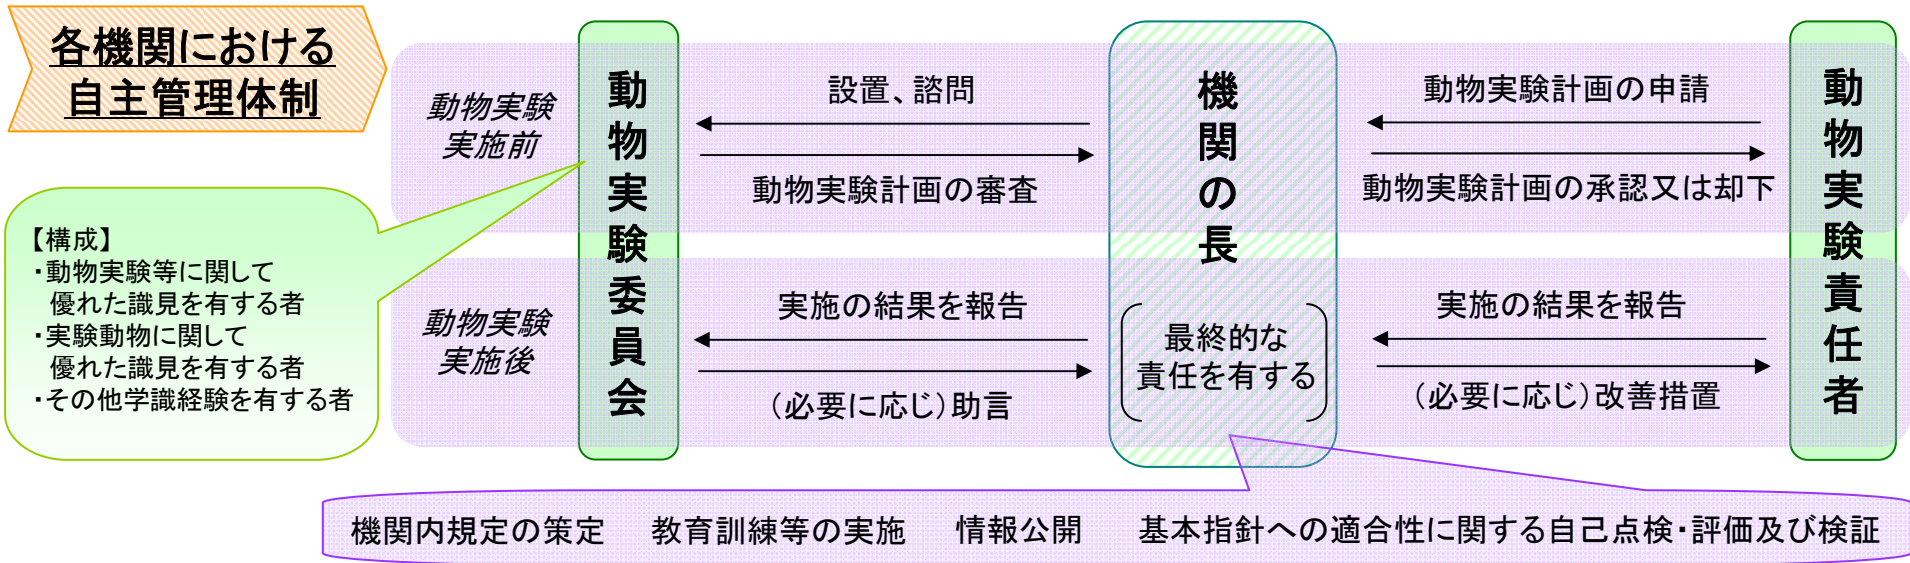 各機関における
自主管理体制
動物実験
実施前
動物実験委員会
設置、諮問
動物実験計画の審査
機関の長
動物実験計画の申請
動物実験計画の承認又は却下
動物実験責任者
【構成】
・動物実験等に関して
優れた識見を有する者
・実験動物に関して
優れた識見を有する者
・その他学識経験を有する者
動物実験
実施後
実施の結果を報告
（必要に応じ）助言
最終的な
責任を有する
実施の結果を報告
（必要に応じ）改善措置
機関内規定の策定 教育訓練等の実施 情報公開 基本指針への適合性に関する自己点検・評価及び検証